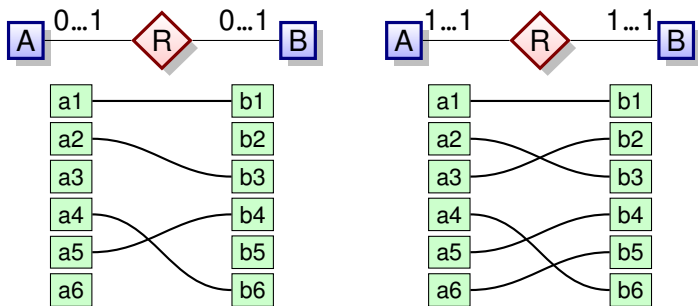 0...1 0...1 1...1 1...1
A R B A R B
a1 b1 a1 b1
a2 b2 a2 b2
a3 b3 a3 b3
a4 b4 a4 b4
a5 b5 a5 b5
a6 b6 a6 b6